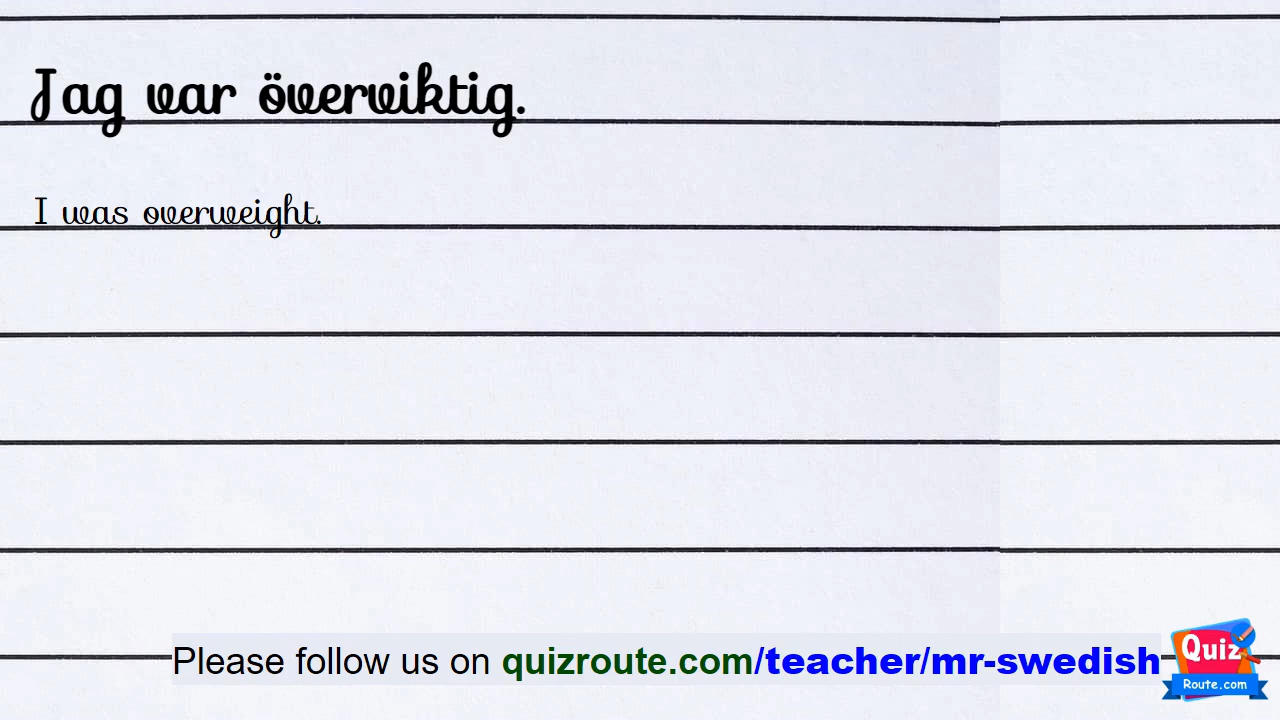 Jag var överviktig.
I was overweight.
Please follow us on quizroute.com/teacher/mr-swedish
Quiz
Route.com